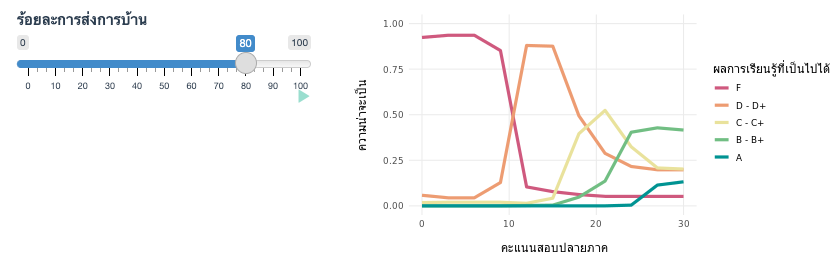 ร้อยละการส่งการบ้าน
0 80 100
0 10 20 30 40 50 60 70 80 90 100
1.00
0.75
0.50
0.25
0.00
0 10 20 30
ความน่าจะเป็น
คะแนนสอบปลายภาค
ผลการเรียนรู้ที่เป็นไปได้
F
D - D+
C - C+
B - B+
A